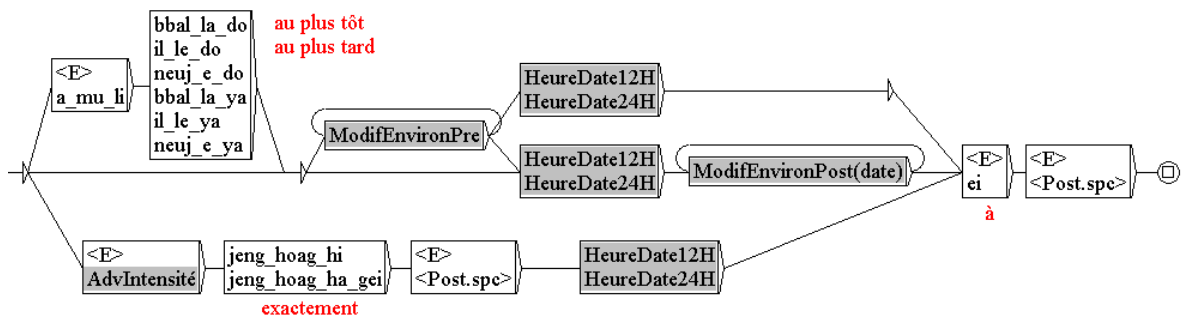 <E>
a_mu_li
bbal_la_do
il_le_do
neuj_e_do
bbal_la_ya
il_le_ya
neuj_e_ya
au plus tôt
au plus tard
ModifEnvironPre
HeureDate12H
HeureDate24H
HeureDate12H
HeureDate24H
ModifEnvironPost(date)
<E>
ei
à
<E>
<Post.spc>
<E>
AdvIntensité
jeng_hoag_hi
jeng_hoag_ha_gei
exactement
<E>
<Post.spc>
HeureDate12H
HeureDate24H